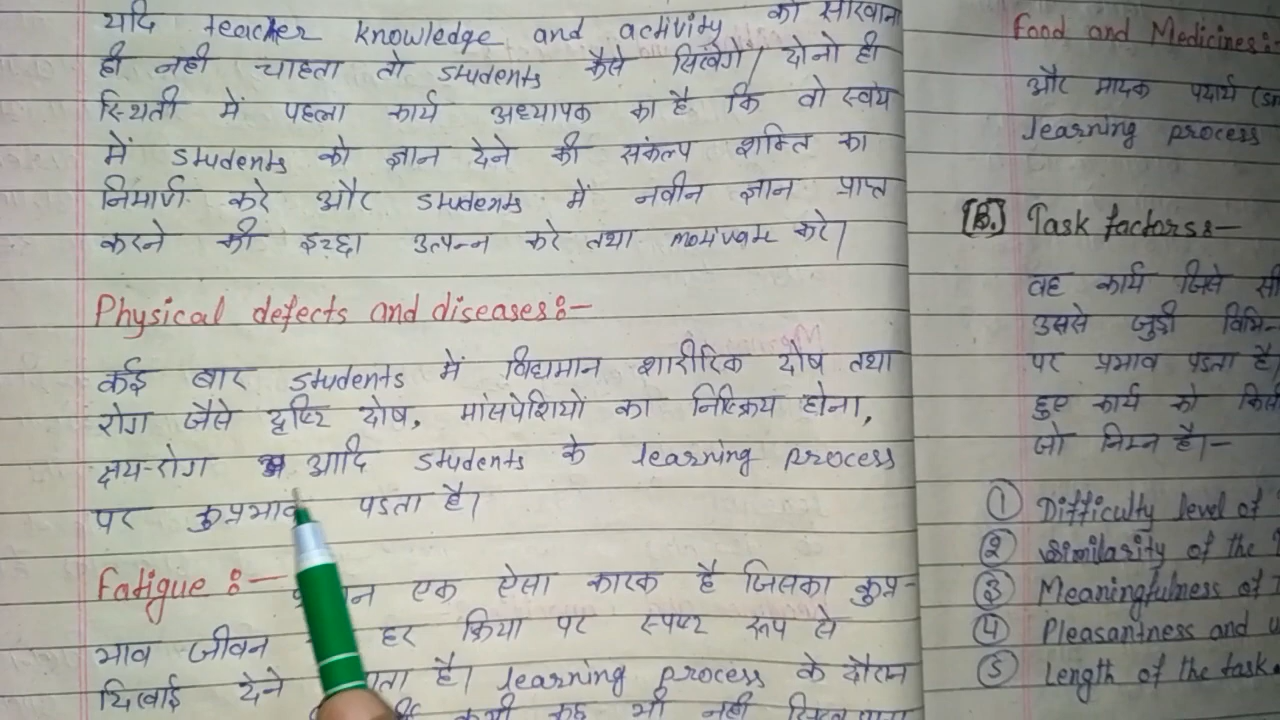 यदि teacher knowledge and activity को सीखाना
ही नही चाहता तो students कैसे सिखेंगे। दोनो ही
स्थिती में पहला कार्य अध्यापक का है कि वो स्वंय
में students को ज्ञान देने की संकल्प शक्ति का
निमार्ण करे और students में नवीन ज्ञान प्राप्त
करने की इच्छा उत्पन्न करे तथा motivate करे।
Physical defects and diseases:-
कई बार students में विद्यमान शारीरिक दोष तथा
रोग जैसे दृष्टि दोष, मांसपेशियों का निष्क्रिय होना,
क्षय-रोग आदि students के learning process
पर कुप्रभाव पडता है।
Fatigue:- एक ऐसा कारक है जिसका कुप्र-
भाव जीवन हर क्रिया पर स्पष्ट रूप से
दिखाई देने है। learning process के दौरान
कुछ भी नही
Food and Medicines:-
और मादक पदार्थ
learning process
[B.] Task factors:-
वह कार्य जिसे
उससे जुडी
पर प्रभाव पडता है
हुए कार्य को
जो निम्न है।-
① Difficulty level of
② Similarity of the
③ Meaningfulness of
④ Pleasantness and
⑤ Length of the task